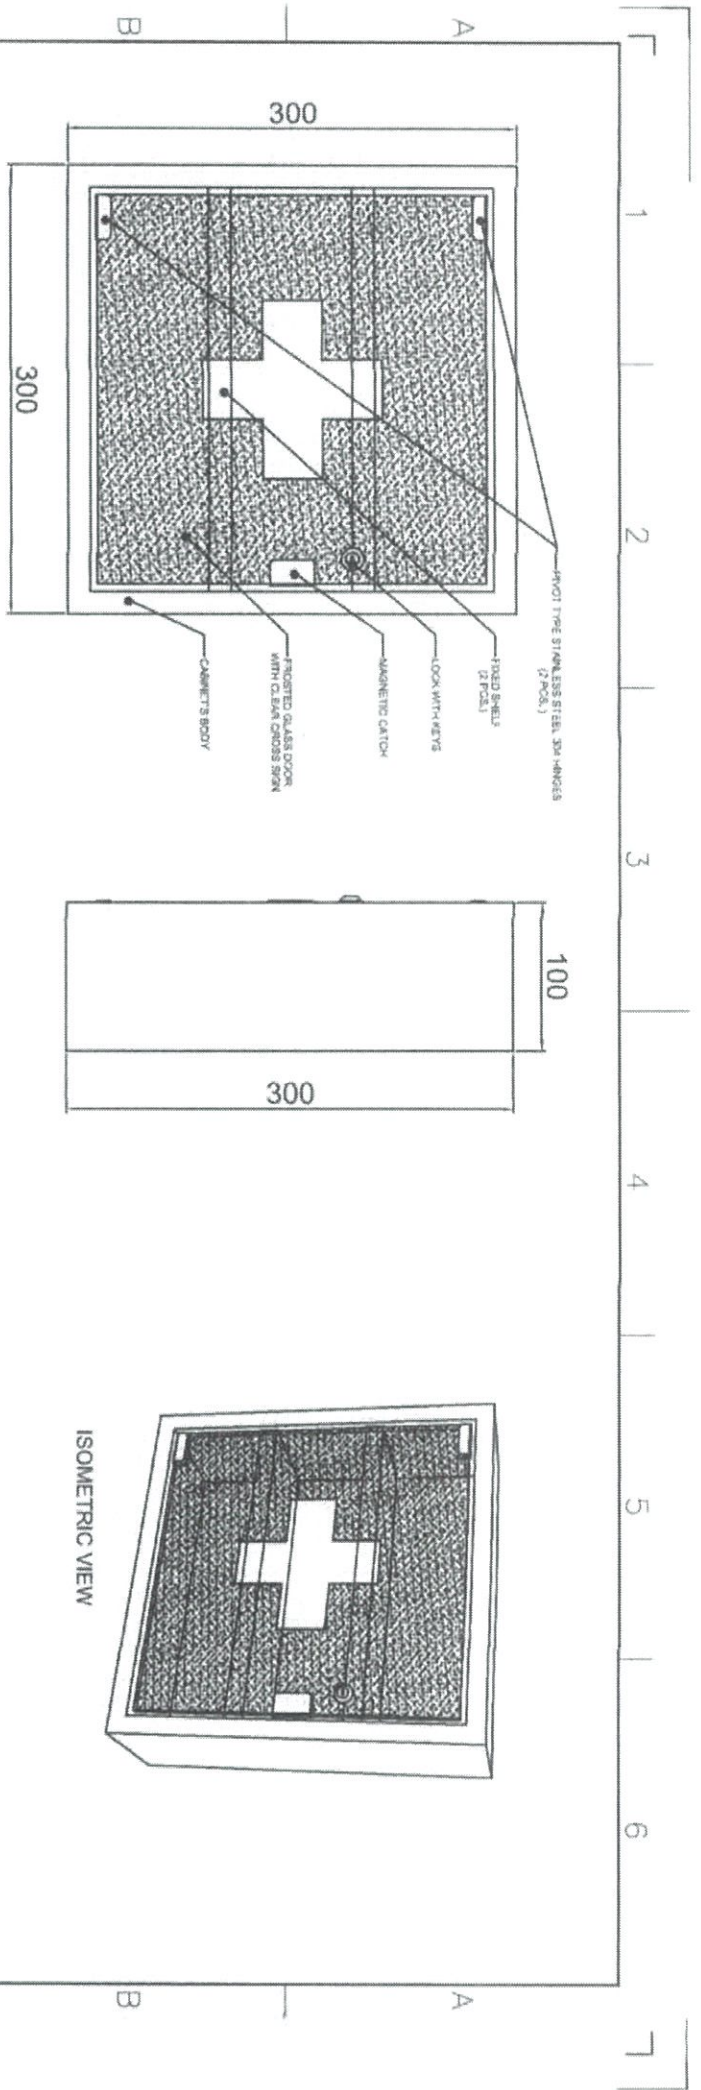 1
2
3
4
5
6
A
A
B
B
300
300
PIVOT TYPE STAINLESS STEEL 304 HINGES
(2 PCS.)
FIXED SHELF
(2 PCS.)
LOCK WITH KEYS
MAGNETIC CATCH
FROSTED GLASS DOOR
WITH CLEAR CROSS SIGN
CABINET'S BODY
100
300
ISOMETRIC VIEW